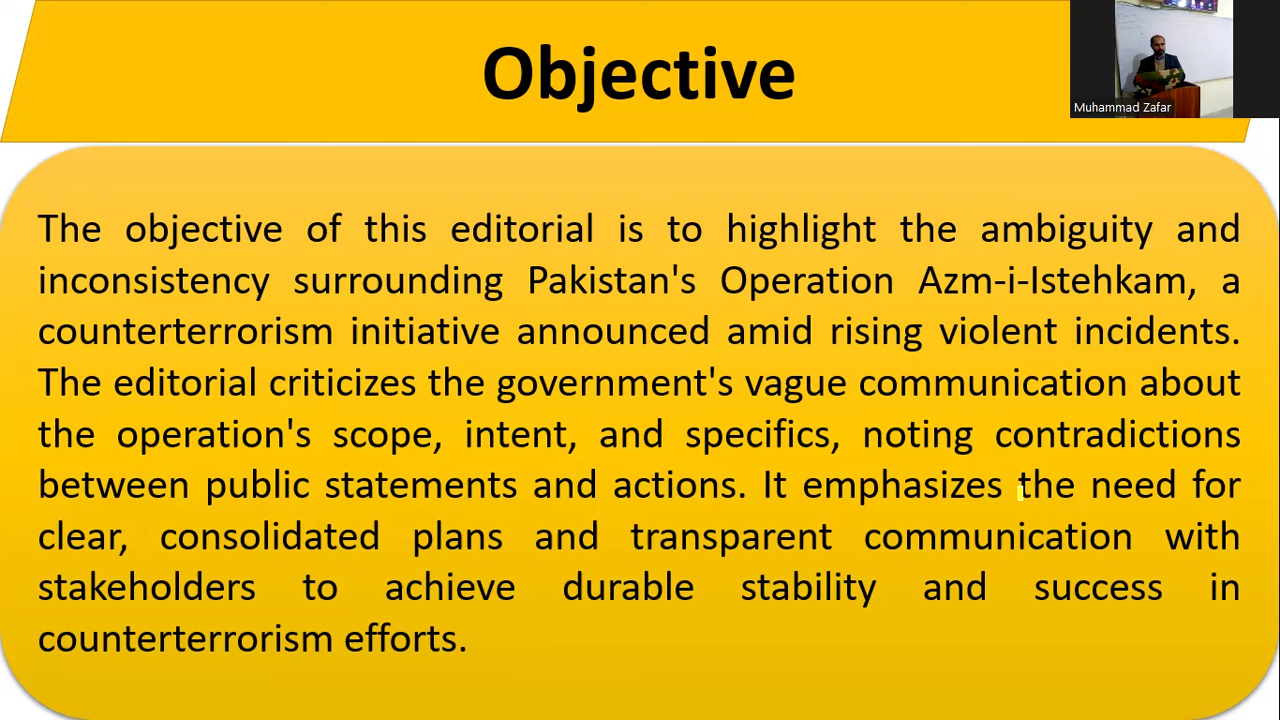 Objective
Muhammad Zafar
The objective of this editorial is to highlight the ambiguity and
inconsistency surrounding Pakistan's Operation Azm-i-Istehkam, a
counterterrorism initiative announced amid rising violent incidents.
The editorial criticizes the government's vague communication about
the operation's scope, intent, and specifics, noting contradictions
between public statements and actions. It emphasizes the need for
clear, consolidated plans and transparent communication with
stakeholders to achieve durable stability and success in
counterterrorism efforts.